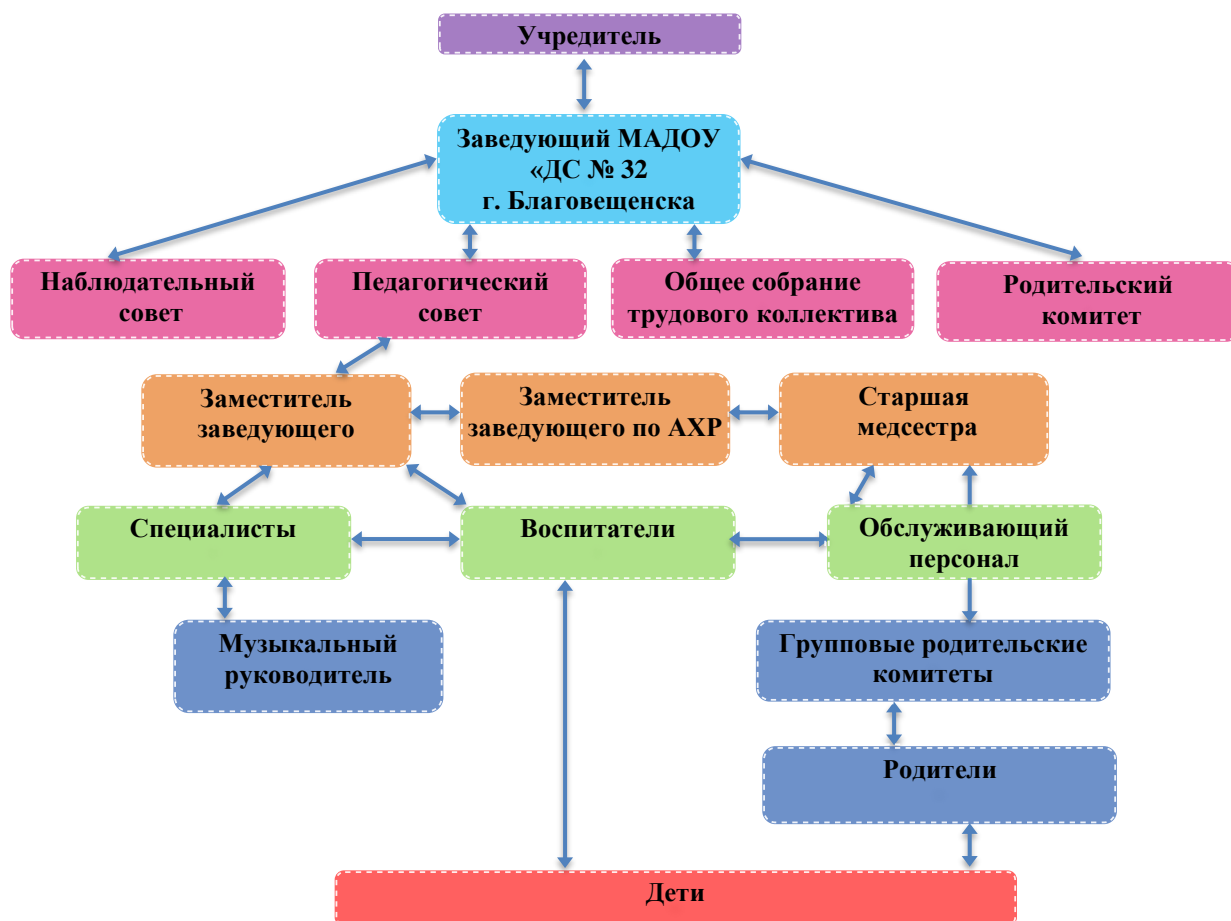 Учредитель
Заведующий МАДОУ
«ДС № 32
г. Благовещенска
Наблюдательный
совет
Педагогический
совет
Общее собрание
трудового коллектива
Родительский
комитет
Заместитель
заведующего
Заместитель
заведующего по АХР
Старшая
медсестра
Специалисты
Воспитатели
Обслуживающий
персонал
Музыкальный
руководитель
Групповые родительские
комитеты
Родители
Дети